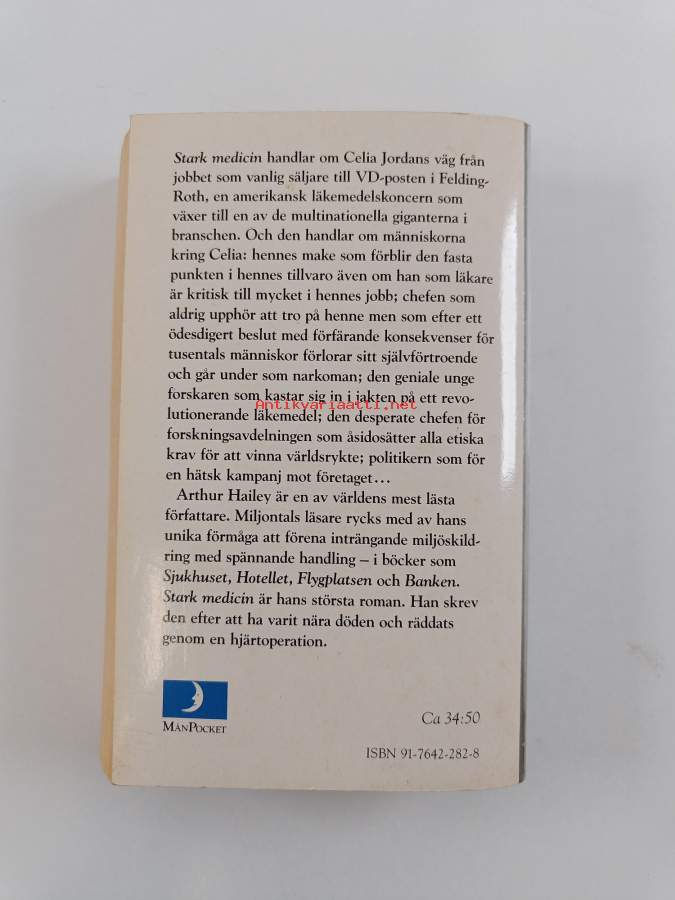 Stark medicin handlar om Celia Jordans väg från
jobbet som vanlig säljare till VD-posten i Felding-
Roth, en amerikansk läkemedelskoncern som
växer till en av de multinationella giganterna i
branschen. Och den handlar om människorna
kring Celia: hennes make som förblir den fasta
punkten i hennes tillvaro även om han som läkare
är kritisk till mycket i hennes jobb; chefen som
aldrig upphör att tro på henne men som efter ett
ödesdigert beslut med förfärande konsekvenser för
tusentals människor förlorar sitt självförtroende
och går under som narkoman; den geniale unge
forskaren som kastar sig in i jakten på ett revo-
Antikvariaatti.net
lutionerande läkemedel; den desperate chefen för
forskningsavdelningen som åsidosätter alla etiska
krav för att vinna världsrykte; politikern som för
en hätsk kampanj mot företaget...
Arthur Hailey är en av världens mest lästa
författare. Miljontals läsare rycks med av hans
unika förmåga att förena inträngande miljöskild-
ring med spännande handling – i böcker som
Sjukhuset, Hotellet, Flygplatsen och Banken.
Stark medicin är hans största roman. Han skrev
den efter att ha varit nära döden och räddats
genom en hjärtoperation.
MÅNPOCKET
Ca 34:50
ISBN 91-7642-282-8